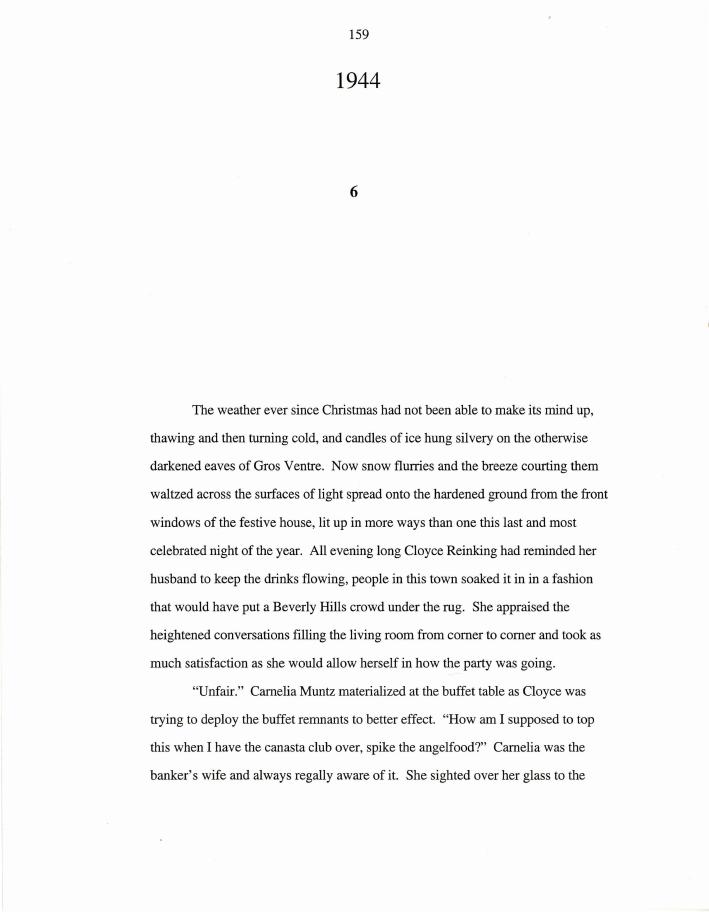 159
1944
6
The weather ever since Christmas had not been able to make its mind up,
thawing and then turning cold, and candles of ice hung silvery on the otherwise
darkened eaves of Gros Ventre.  Now snow flurries and the breeze courting them
waltzed across the surfaces of light spread onto the hardened ground from the front
windows of the festive house, lit up in more ways than one this last and most
celebrated night of the year.  All evening long Cloyce Reinking had reminded her
husband to keep the drinks flowing, people in this town soaked it in in a fashion
that would have put a Beverly Hills crowd under the rug.  She appraised the
heightened conversations filling the living room from corner to corner and took as
much satisfaction as she would allow herself in how the party was going.
“Unfair.”  Carnelia Muntz materialized at the buffet table as Cloyce was
trying to deploy the buffet remnants to better effect.  “How am I supposed to top
this when I have the canasta club over, spike the angelfood?”  Carnelia was the
banker’s wife and always regally aware of it.  She sighted over her glass to the